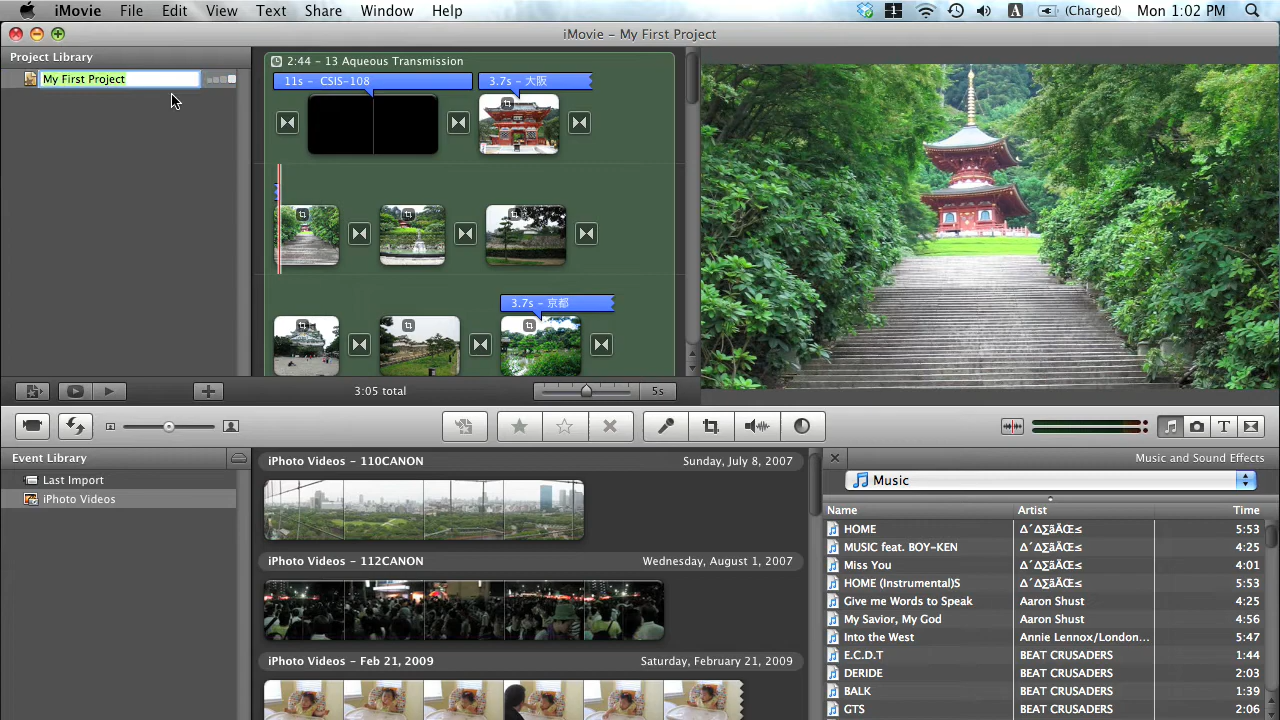 iMovie File Edit View Text Share Window Help 1 A (Charged) Mon 1:02 PM
iMovie – My First Project
Project Library
My First Project
2:44 – 13 Aqueous Transmission
11s – CSIS-108
3.7s – 大阪
3.7s – 京都
3:05 total
5s
Event Library
Last Import
iPhoto Videos
iPhoto Videos – 110CANON Sunday, July 8, 2007
iPhoto Videos – 112CANON Wednesday, August 1, 2007
iPhoto Videos – Feb 21, 2009 Saturday, February 21, 2009
T
Music and Sound Effects
Music
Name Artist Time
HOME ∆´∆∑ãÄŒ≤ 5:53
MUSIC feat. BOY-KEN ∆´∆∑ãÄŒ≤ 4:25
Miss You ∆´∆∑ãÄŒ≤ 4:01
HOME (Instrumental)S ∆´∆∑ãÄŒ≤ 5:53
Give me Words to Speak Aaron Shust 4:25
My Savior, My God Aaron Shust 4:56
Into the West Annie Lennox/London... 5:47
E.C.D.T BEAT CRUSADERS 1:44
DERIDE BEAT CRUSADERS 2:03
BALK BEAT CRUSADERS 1:39
GTS BEAT CRUSADERS 2:06